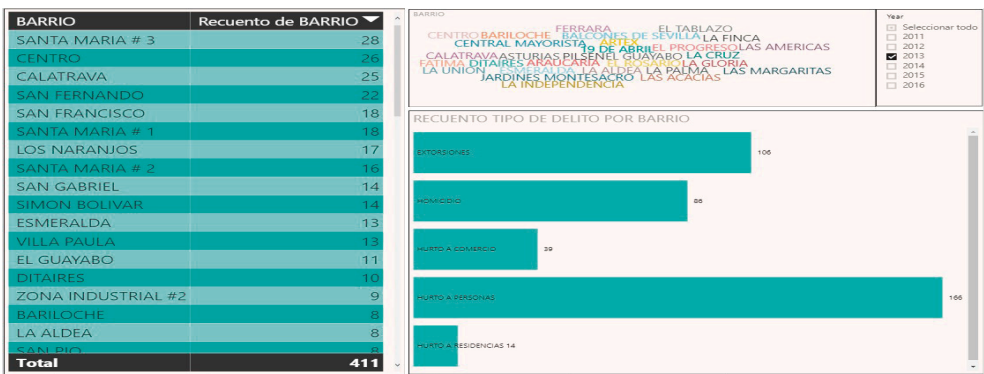 BARRIO Recuento de BARRIO
SANTA MARIA # 3 28
CENTRO 26
CALATRAVA 25
SAN FERNANDO 22
SAN FRANCISCO 18
SANTA MARIA # 1 18
LOS NARANJOS 17
SANTA MARIA # 2 16
SAN GABRIEL 14
SIMON BOLIVAR 14
ESMERALDA 13
VILLA PAULA 13
EL GUAYABO 11
DITAIRES 10
ZONA INDUSTRIAL #2 9
BARILOCHE 8
LA ALDEA 8
SAN PIO 8
Total 411
BARRIO
FERRARA EL TABLAZO
CENTRO BARILOCHE BALCONES DE SEVILLA LA FINCA
CENTRAL MAYORISTA ARTEX
19 DE ABRIL EL PROGRESO LAS AMERICAS
CALATRAVA ASTURIAS PILSEN EL GUAYABO LA CRUZ
FATIMA DITAIRES ARAUCARIA EL ROSARIO LA GLORIA
LA UNION ESMERALDA LA ALDEA LA PALMA LAS MARGARITAS
JARDINES MONTESACRO LAS ACACIAS
LA INDEPENDENCIA
Year
Seleccionar todo
2011
2012
2013
2014
2015
2016
RECUENTO TIPO DE DELITO POR BARRIO
EXTORSIONES 106
HOMICIDIO 86
HURTO A COMERCIO 39
HURTO A PERSONAS 166
HURTO A RESIDENCIAS 14